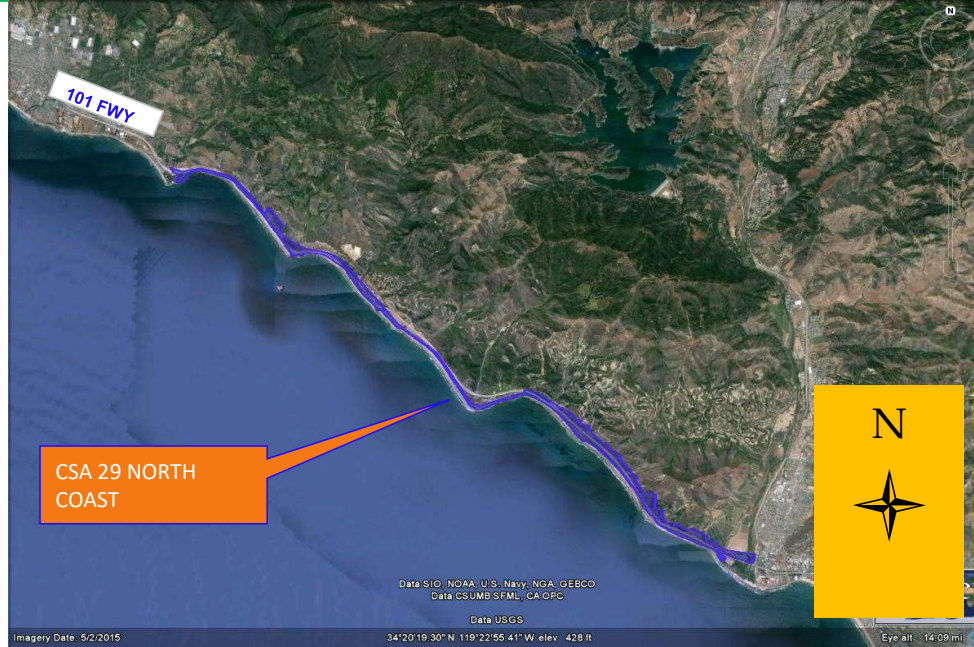 N
101 FWY
N
CSA 29 NORTH
COAST
Data SIO, NOAA, U.S. Navy, NGA, GEBCO
Data CSUMB SFML, CA OPC
Data USGS
Imagery Date: 5/2/2015
34°20'19.30" N 119°22'55.41" W elev 428 ft
Eye alt 14.09 mi